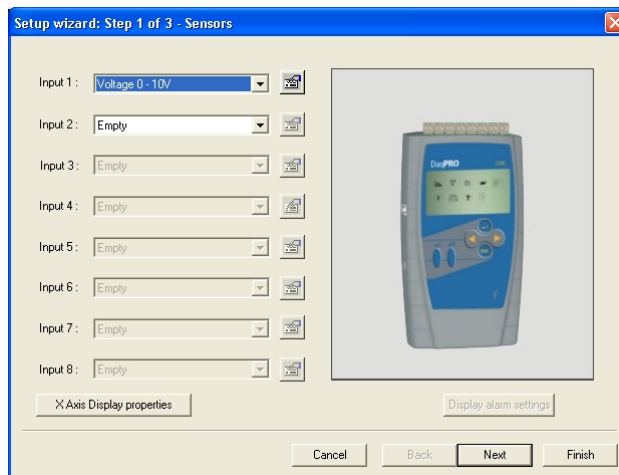 Setup wizard: Step 1 of 3 - Sensors
Input 1 : Voltage 0 - 10V
Input 2 : Empty
Input 3 : Empty
Input 4 : Empty
Input 5 : Empty
Input 6 : Empty
Input 7 : Empty
Input 8 : Empty
DaqPRO
X Axis Display properties
Display alarm settings
Cancel
Back
Next
Finish